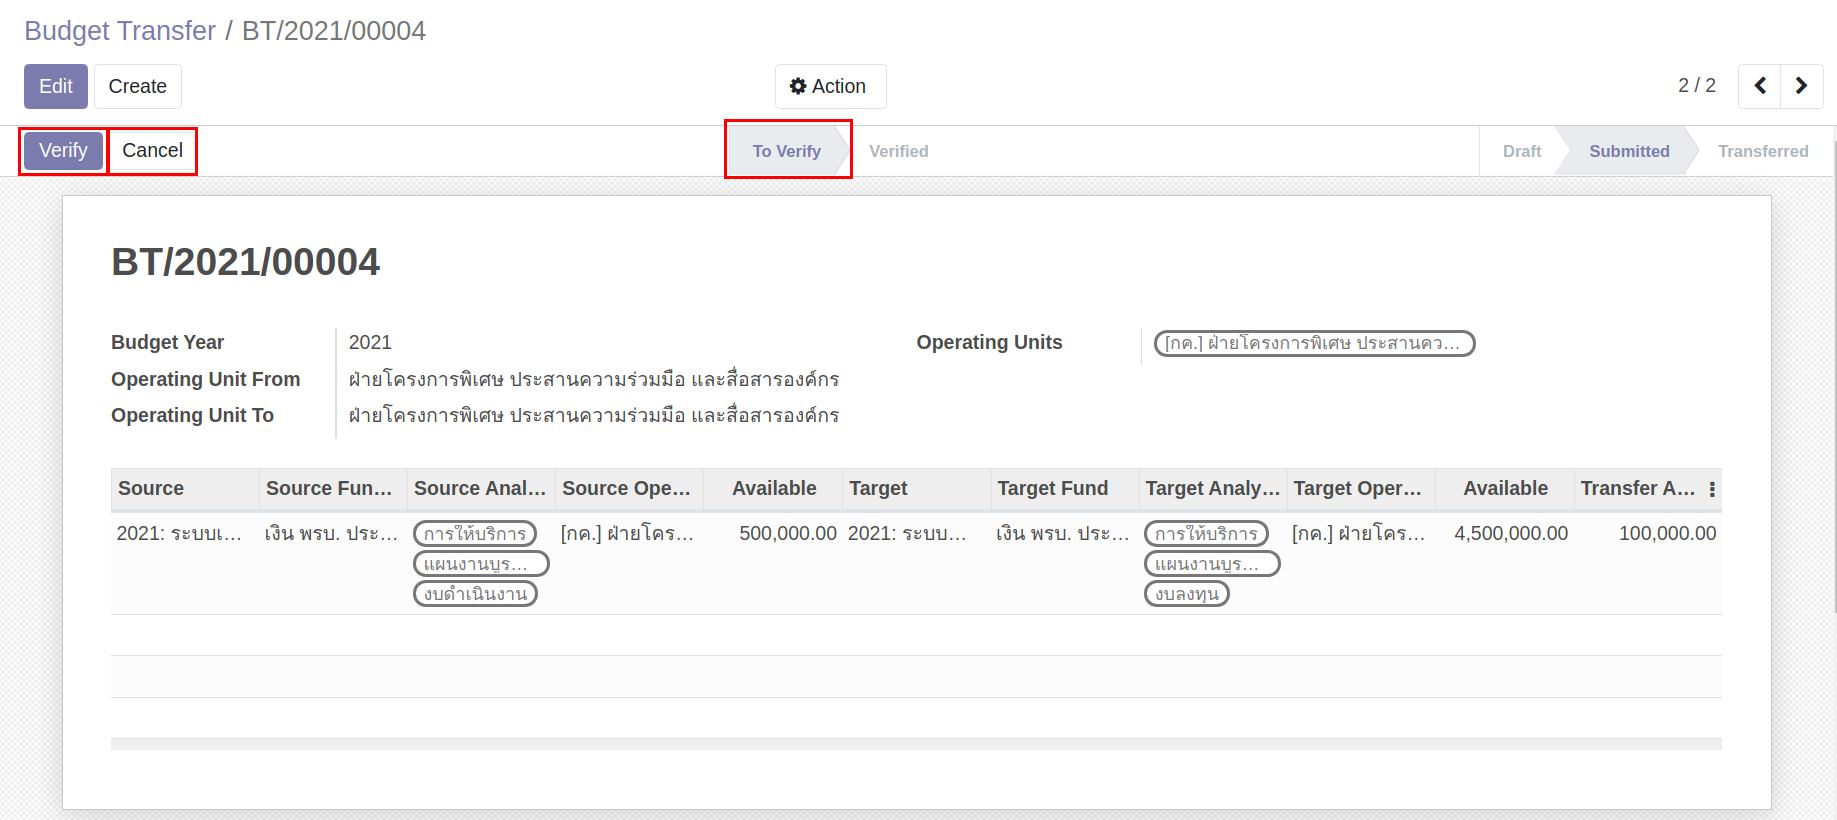 Budget Transfer / BT/2021/00004
Edit Create Action 2 / 2
Verify Cancel To Verify Verified Draft Submitted Transferred
BT/2021/00004
Budget Year 2021 Operating Units [กค.] ฝ่ายโครงการพิเศษ ประสานคว...
Operating Unit From ฝ่ายโครงการพิเศษ ประสานความร่วมมือ และสื่อสารองค์กร
Operating Unit To ฝ่ายโครงการพิเศษ ประสานความร่วมมือ และสื่อสารองค์กร
Source Source Fun... Source Anal... Source Ope... Available Target Target Fund Target Analy... Target Oper... Available Transfer A...
2021: ระบบเ... เงิน พรบ. ประ... การให้บริการ [กค.] ฝ่ายโคร... 500,000.00 2021: ระบบ... เงิน พรบ. ประ... การให้บริการ [กค.] ฝ่ายโคร... 4,500,000.00 100,000.00
แผนงานบูร... แผนงานบูร...
งบดำเนินงาน งบลงทุน